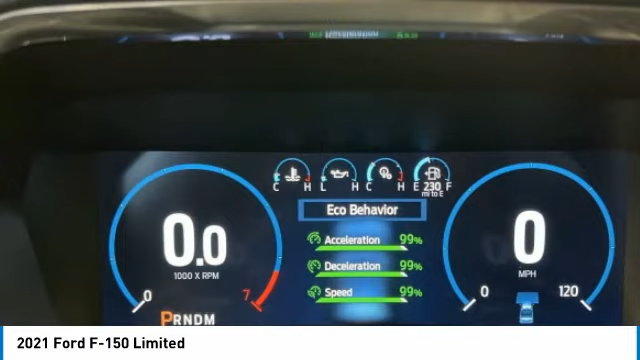 C H L H C H E F
230
mi to E
Eco Behavior
0.0
1000 X RPM
0 7
Acceleration 99%
Deceleration 99%
Speed 99%
0
MPH
0 120
PRNDM
2021 Ford F-150 Limited